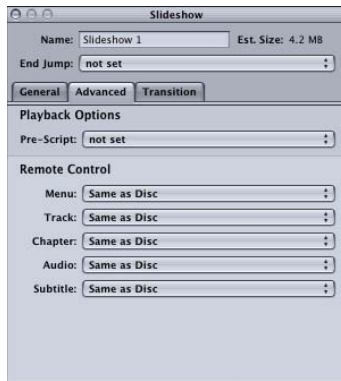 Slideshow
Name: Slideshow 1 Est. Size: 4.2 MB
End Jump: not set
General Advanced Transition
Playback Options
Pre-Script: not set
Remote Control
Menu: Same as Disc
Track: Same as Disc
Chapter: Same as Disc
Audio: Same as Disc
Subtitle: Same as Disc